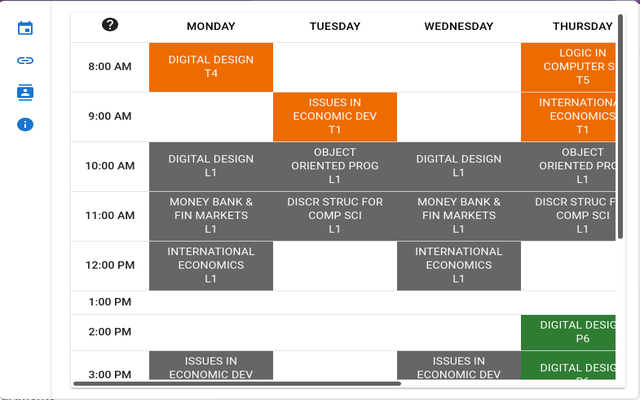 MONDAY TUESDAY WEDNESDAY THURSDAY
8:00 AM
DIGITAL DESIGN
T4
LOGIC IN
COMPUTER S
T5
9:00 AM
ISSUES IN
ECONOMIC DEV
T1
INTERNATIONA
ECONOMICS
T1
10:00 AM
DIGITAL DESIGN
L1
OBJECT
ORIENTED PROG
L1
DIGITAL DESIGN
L1
OBJECT
ORIENTED PROG
L1
11:00 AM
MONEY BANK &
FIN MARKETS
L1
DISCR STRUC FOR
COMP SCI
L1
MONEY BANK &
FIN MARKETS
L1
DISCR STRUC F
COMP SCI
L1
12:00 PM
INTERNATIONAL
ECONOMICS
L1
INTERNATIONAL
ECONOMICS
L1
1:00 PM
2:00 PM
DIGITAL DESIG
P6
3:00 PM
ISSUES IN
ECONOMIC DEV
ISSUES IN
ECONOMIC DEV
DIGITAL DESIG